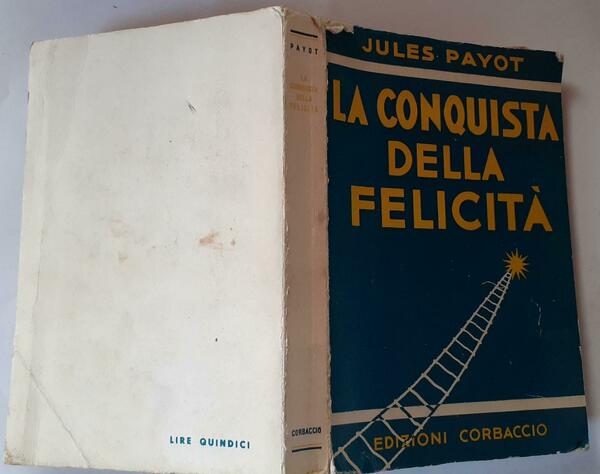 LIRE QUINDICI
PAYOT
LA
CONQUISTA
DELLA
FELICITÀ
CORBACCIO
JULES PAYOT
LA CONQUISTA
DELLA
FELICITÀ
EDIZIONI CORBACCIO